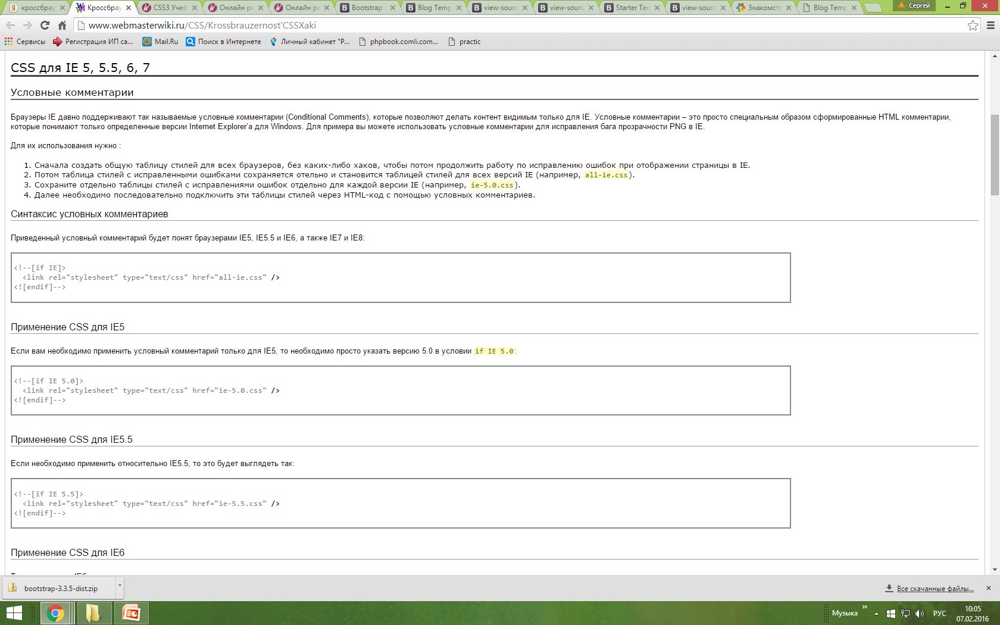 кроссбрау
Кроссбрау
CSS3 Учеб
Онлайн ре
Онлайн ре
Bootstrap
Blog Temp
view-sourc
view-sourc
Starter Tem
view-sourc
Знакомств
Blog Temp
Сергей
www.webmasterwiki.ru/CSS/Krossbrauzernost'CSSXaki
Сервисы
Регистрация ИП са...
Mail.Ru
Поиск в Интернете
Личный кабинет "Р...
phpbook.comli.com...
practic
CSS для IE 5, 5.5, 6, 7
Условные комментарии
Браузеры IE давно поддерживают так называемые условные комментарии (Conditional Comments), которые позволяют делать контент видимым только для IE. Условные комментарии – это просто специальным образом сформированные HTML комментарии,
которые понимают только определенные версии Internet Explorer'а для Windows. Для примера вы можете использовать условные комментарии для исправления бага прозрачности PNG в IE.
Для их использования нужно :
1. Сначала создать общую таблицу стилей для всех браузеров, без каких-либо хаков, чтобы потом продолжить работу по исправлению ошибок при отображении страницы в IE.
2. Потом таблица стилей с исправленными ошибками сохраняется отельно и становится таблицей стилей для всех версий IE (например, all-ie.css).
3. Сохраните отдельно таблицы стилей с исправлениями ошибок отдельно для каждой версии IE (например, ie-5.0.css).
4. Далее необходимо последовательно подключить эти таблицы стилей через HTML-код с помощью условных комментариев.
Синтаксис условных комментариев
Приведенный условный комментарий будет понят браузерами IE5, IE5.5 и IE6, а также IE7 и IE8:
<!--[if IE]>
<link rel="stylesheet" type="text/css" href="all-ie.css" />
<![endif]-->
Применение CSS для IE5
Если вам необходимо применить условный комментарий только для IE5, то необходимо просто указать версию 5.0 в условии if IE 5.0:
<!--[if IE 5.0]>
<link rel="stylesheet" type="text/css" href="ie-5.0.css" />
<![endif]-->
Применение CSS для IE5.5
Если необходимо применить относительно IE5.5, то это будет выглядеть так:
<!--[if IE 5.5]>
<link rel="stylesheet" type="text/css" href="ie-5.5.css" />
<![endif]-->
Применение CSS для IE6
bootstrap-3.3.5-dist.zip
Все скачанные файлы...
Музыка
РУС
10:05
07.02.2016